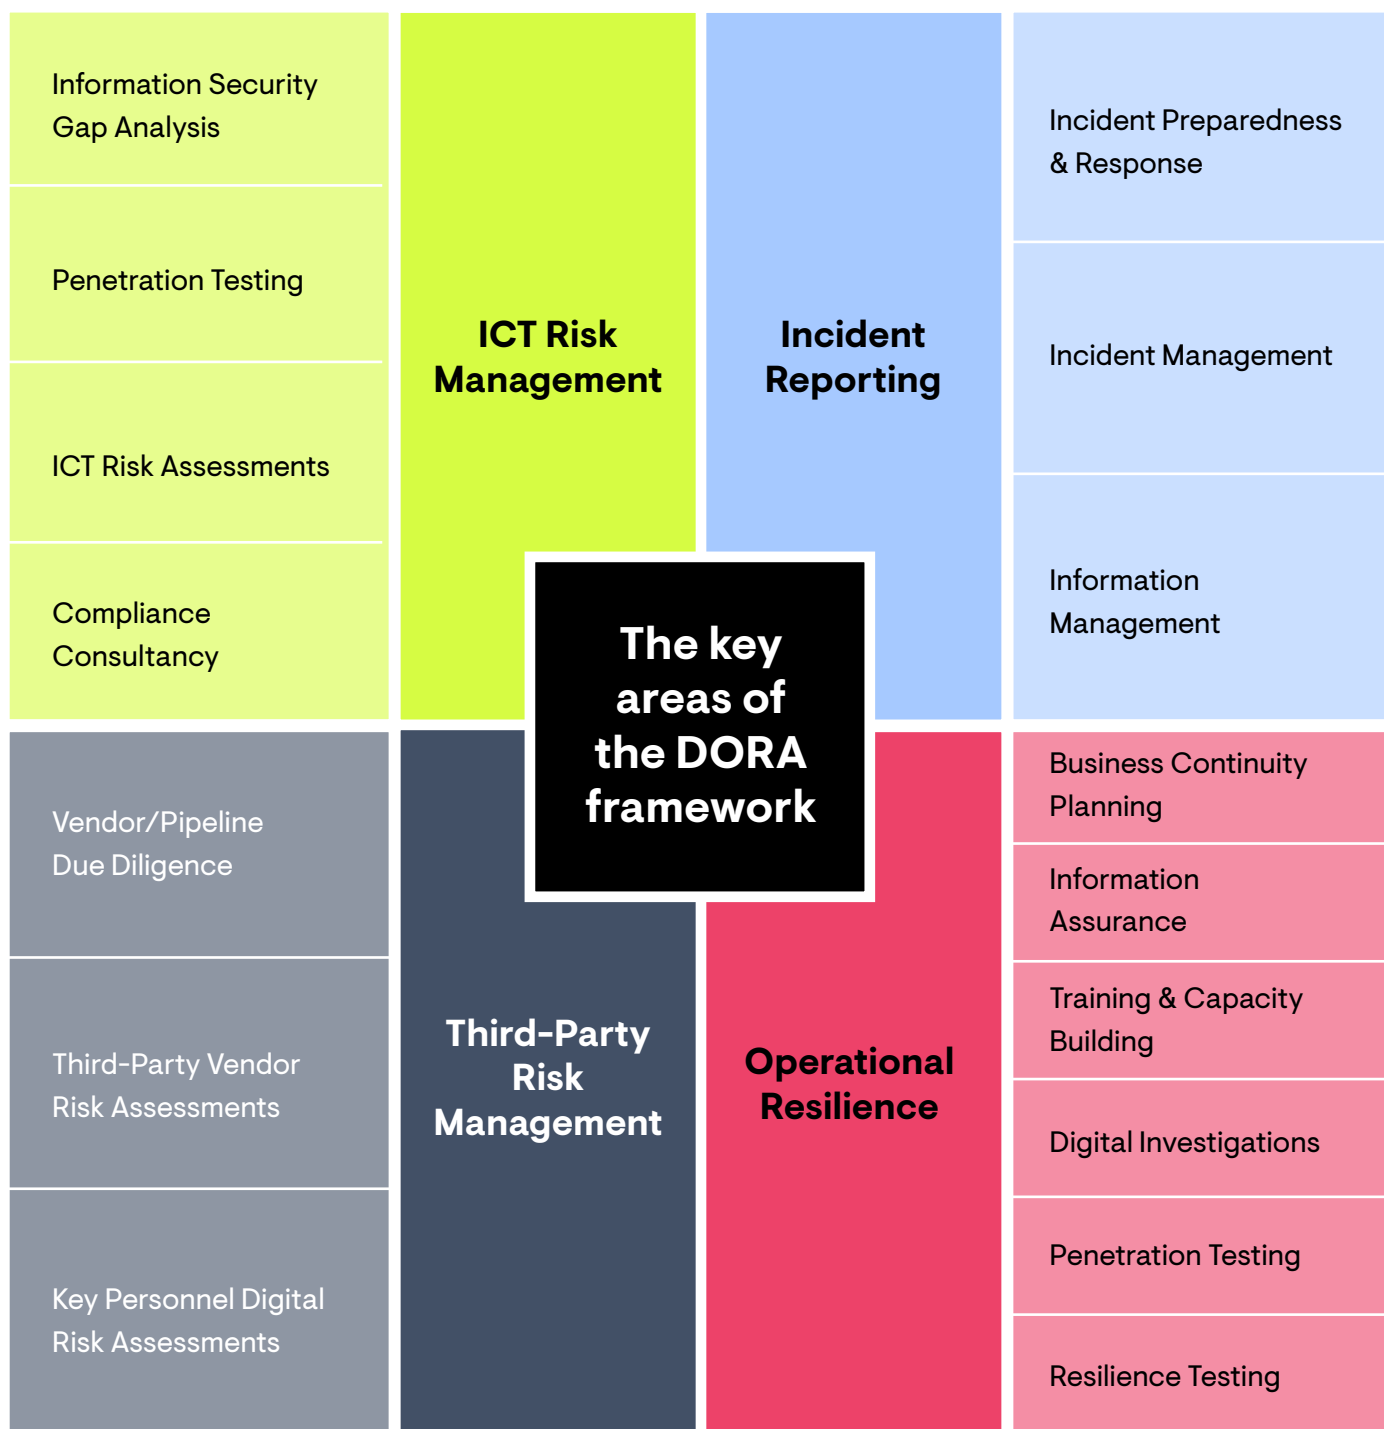 Information Security
Gap Analysis
Penetration Testing
ICT Risk Assessments
Compliance
Consultancy
ICT Risk
Management
Incident
Reporting
Incident Preparedness
& Response
Incident Management
Information
Management
The key
areas of
the DORA
framework
Vendor/Pipeline
Due Diligence
Third-Party Vendor
Risk Assessments
Key Personnel Digital
Risk Assessments
Third-Party
Risk
Management
Operational
Resilience
Business Continuity
Planning
Information
Assurance
Training & Capacity
Building
Digital Investigations
Penetration Testing
Resilience Testing